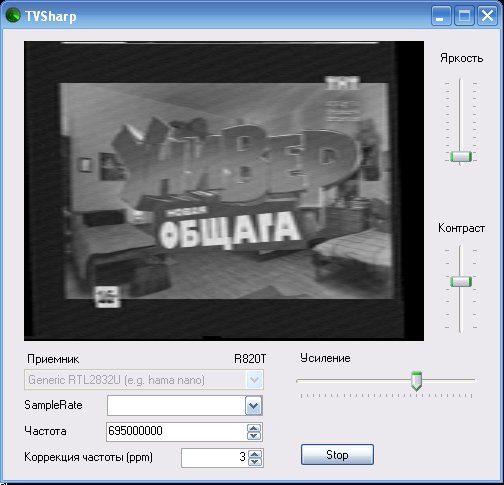 TVSharp
Яркость
ТНТ
УНИВЕР
НОВАЯ
ОБЩАГА
16
Контраст
Приемник
R820T
Усиление
Generic RTL2832U (e.g. hama nano)
SampleRate
Частота
695000000
Коррекция частоты (ppm)
3
Stop